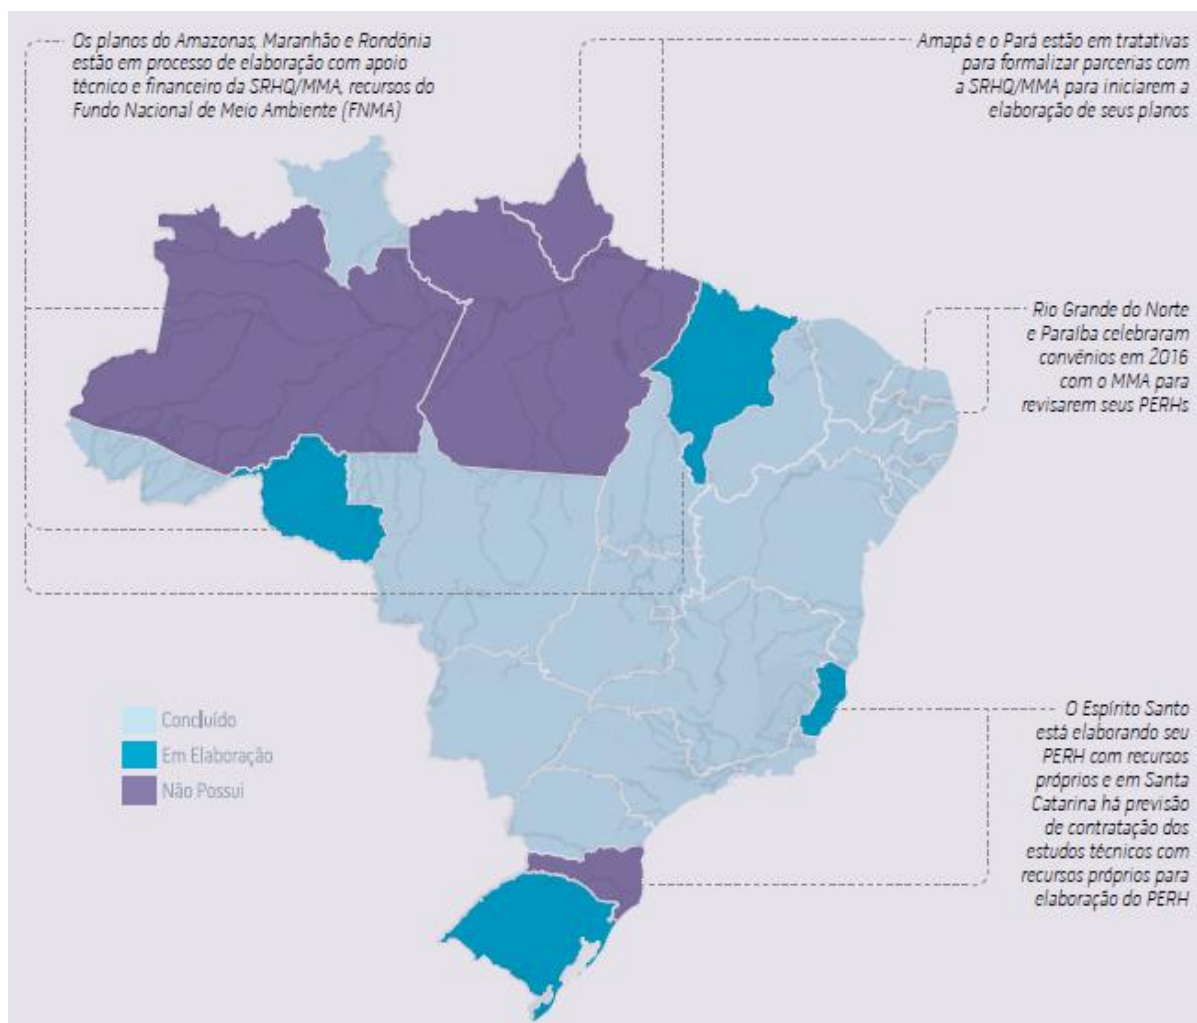 Os planos do Amazonas, Maranhão e Rondônia
estão em processo de elaboração com apoio
técnico e financeiro da SRHQ/MMA, recursos do
Fundo Nacional de Meio Ambiente (FNMA)
Amapá e o Pará estão em tratativas
para formalizar parcerias com
a SRHQ/MMA para iniciarem a
elaboração de seus planos
Rio Grande do Norte
e Paraíba celebraram
convênios em 2016
com o MMA para
revisarem seus PERHs
Concluído
Em Elaboração
Não Possui
O Espírito Santo
está elaborando seu
PERH com recursos
próprios e em Santa
Catarina há previsão
de contratação dos
estudos técnicos com
recursos próprios para
elaboração do PERH